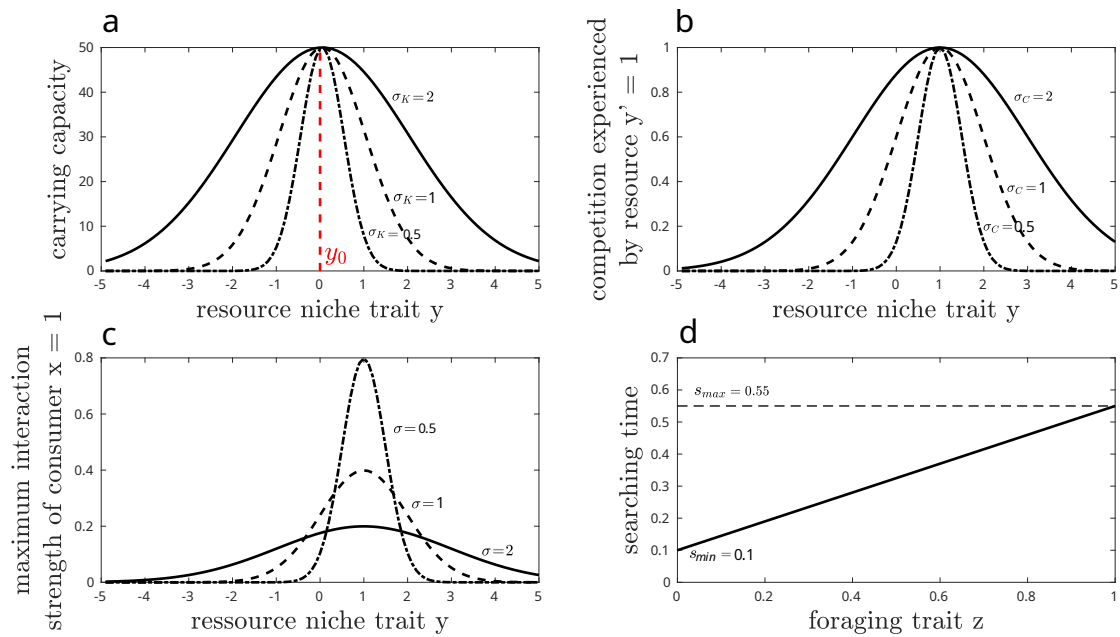 a
50
40
30
20
10
0
carrying capacity
σK=2
σK=1
σK=0.5
y0
-5 -4 -3 -2 -1 0 1 2 3 4 5
resource niche trait y
b
1
0.8
0.6
0.4
0.2
0
competition experienced
by resource y' = 1
σC=2
σC=1
σC=0.5
-5 -4 -3 -2 -1 0 1 2 3 4 5
resource niche trait y
c
0.8
0.6
0.4
0.2
0
maximum interaction
strength of consumer x = 1
σ=0.5
σ=1
σ=2
-5 -4 -3 -2 -1 0 1 2 3 4 5
ressource niche trait y
d
0.7
0.6
0.5
0.4
0.3
0.2
0.1
0
searching time
smax = 0.55
smin = 0.1
0 0.2 0.4 0.6 0.8 1
foraging trait z